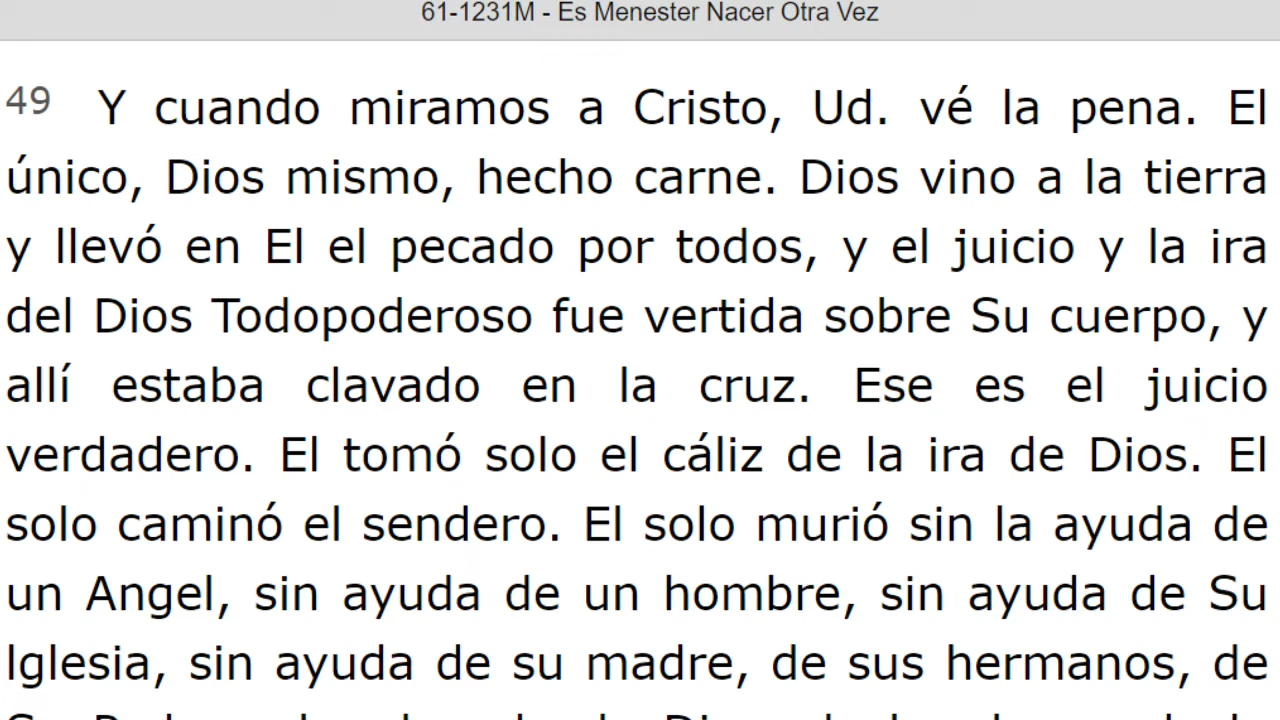 61-1231M - Es Menester Nacer Otra Vez
49 Y cuando miramos a Cristo, Ud. vé la pena. El
único, Dios mismo, hecho carne. Dios vino a la tierra
y llevó en El el pecado por todos, y el juicio y la ira
del Dios Todopoderoso fue vertida sobre Su cuerpo, y
allí estaba clavado en la cruz. Ese es el juicio
verdadero. El tomó solo el cáliz de la ira de Dios. El
solo caminó el sendero. El solo murió sin la ayuda de
un Angel, sin ayuda de un hombre, sin ayuda de Su
Iglesia, sin ayuda de su madre, de sus hermanos, de